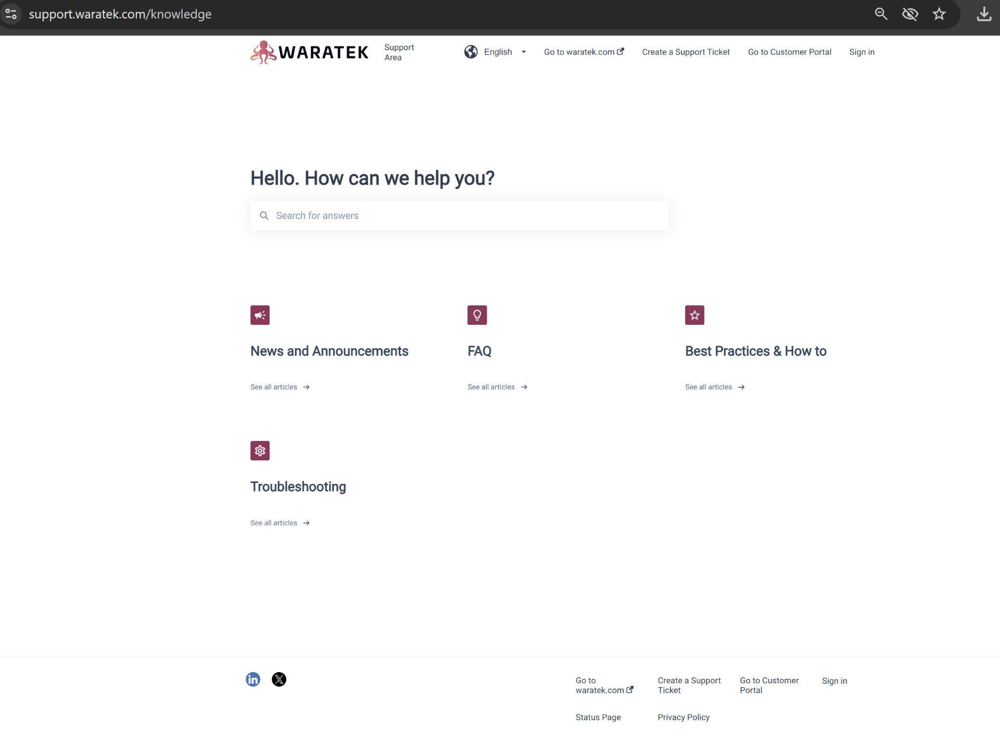 support.waratek.com/knowledge
WARATEK
Support
Area
English
Go to waratek.com
Create a Support Ticket
Go to Customer Portal
Sign in
Hello. How can we help you?
Search for answers
News and Announcements
FAQ
Best Practices & How to
See all articles
See all articles
See all articles
Troubleshooting
See all articles
in
X
Go to
waratek.com
Create a Support
Ticket
Go to Customer
Portal
Sign in
Status Page
Privacy Policy